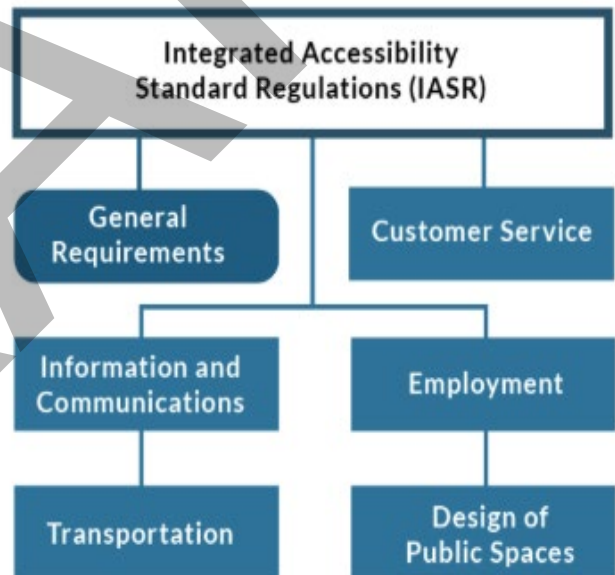 Integrated Accessibility
Standard Regulations (IASR)
General
Requirements
Customer Service
Information and
Communications
Employment
Transportation
Design of
Public Spaces